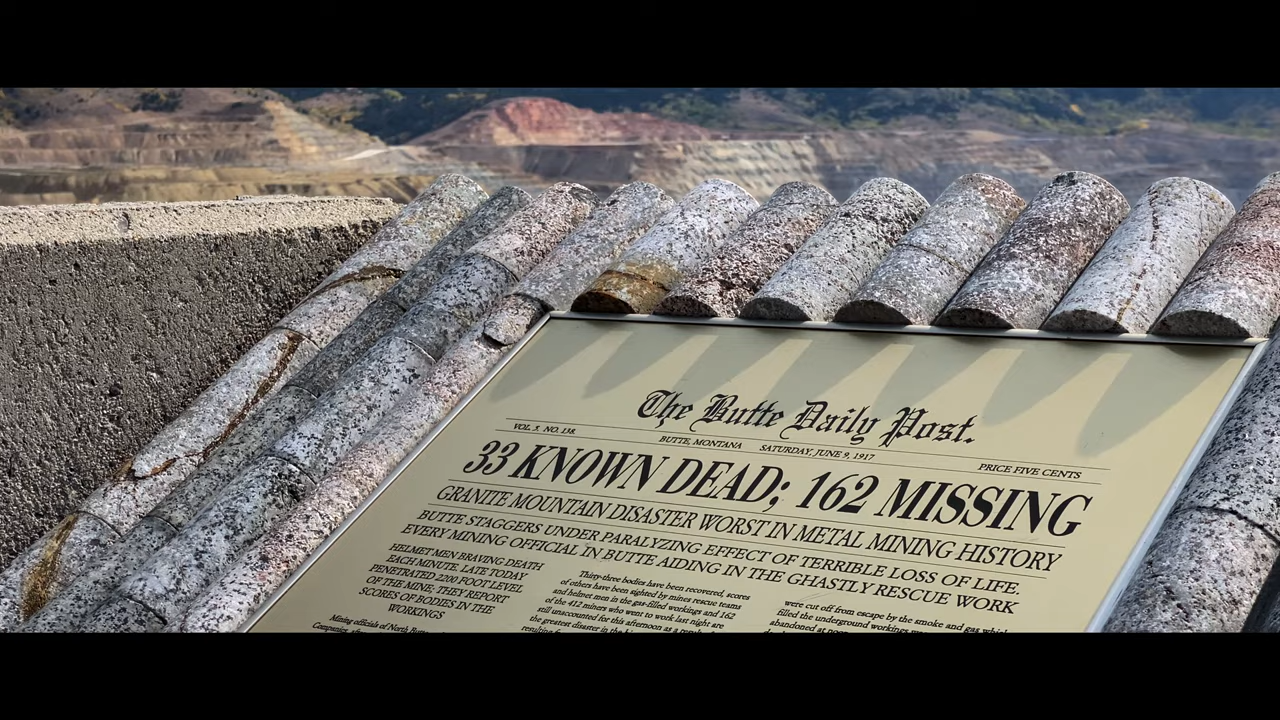 The Butte Daily Post.
VOL. 5. NO. 138. BUTTE, MONTANA SATURDAY, JUNE 9, 1917 PRICE FIVE CENTS
33 KNOWN DEAD; 162 MISSING
GRANITE MOUNTAIN DISASTER WORST IN METAL MINING HISTORY
BUTTE STAGGERS UNDER PARALYZING EFFECT OF TERRIBLE LOSS OF LIFE.
EVERY MINING OFFICIAL IN BUTTE AIDING IN THE GHASTLY RESCUE WORK
HELMET MEN BRAVING DEATH
EACH MINUTE, LATE TODAY
PENETRATED 2200 FOOT LEVEL
OF THE MINE; THEY REPORT
SCORES OF BODIES IN THE
WORKINGS
Mining officials of North Butte
Thirty-three bodies have been recovered, scores
of others have been sighted by mines rescue teams
and helmet men in the gas-filled workings and 162
of the 412 miners who went to work last night are
still unaccounted for this afternoon as a
the greatest disaster in the
were cut off from escape by the smoke and gas which
filled the underground workings
abandoned at